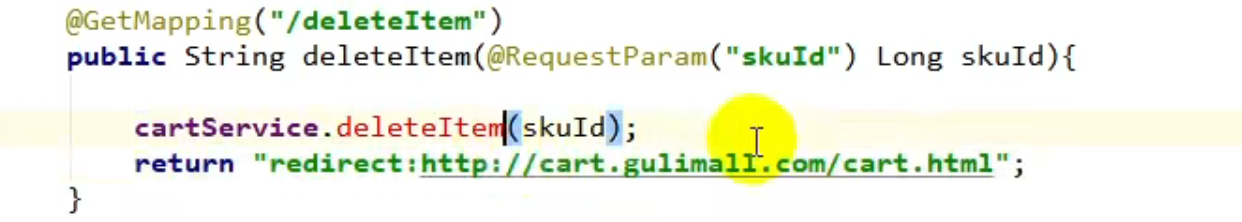 @GetMapping("/deleteItem")
public String deleteItem(@RequestParam("skuId") Long skuId){
cartService.deleteItem(skuId);
return "redirect:http://cart.gulimall.com/cart.html";
}